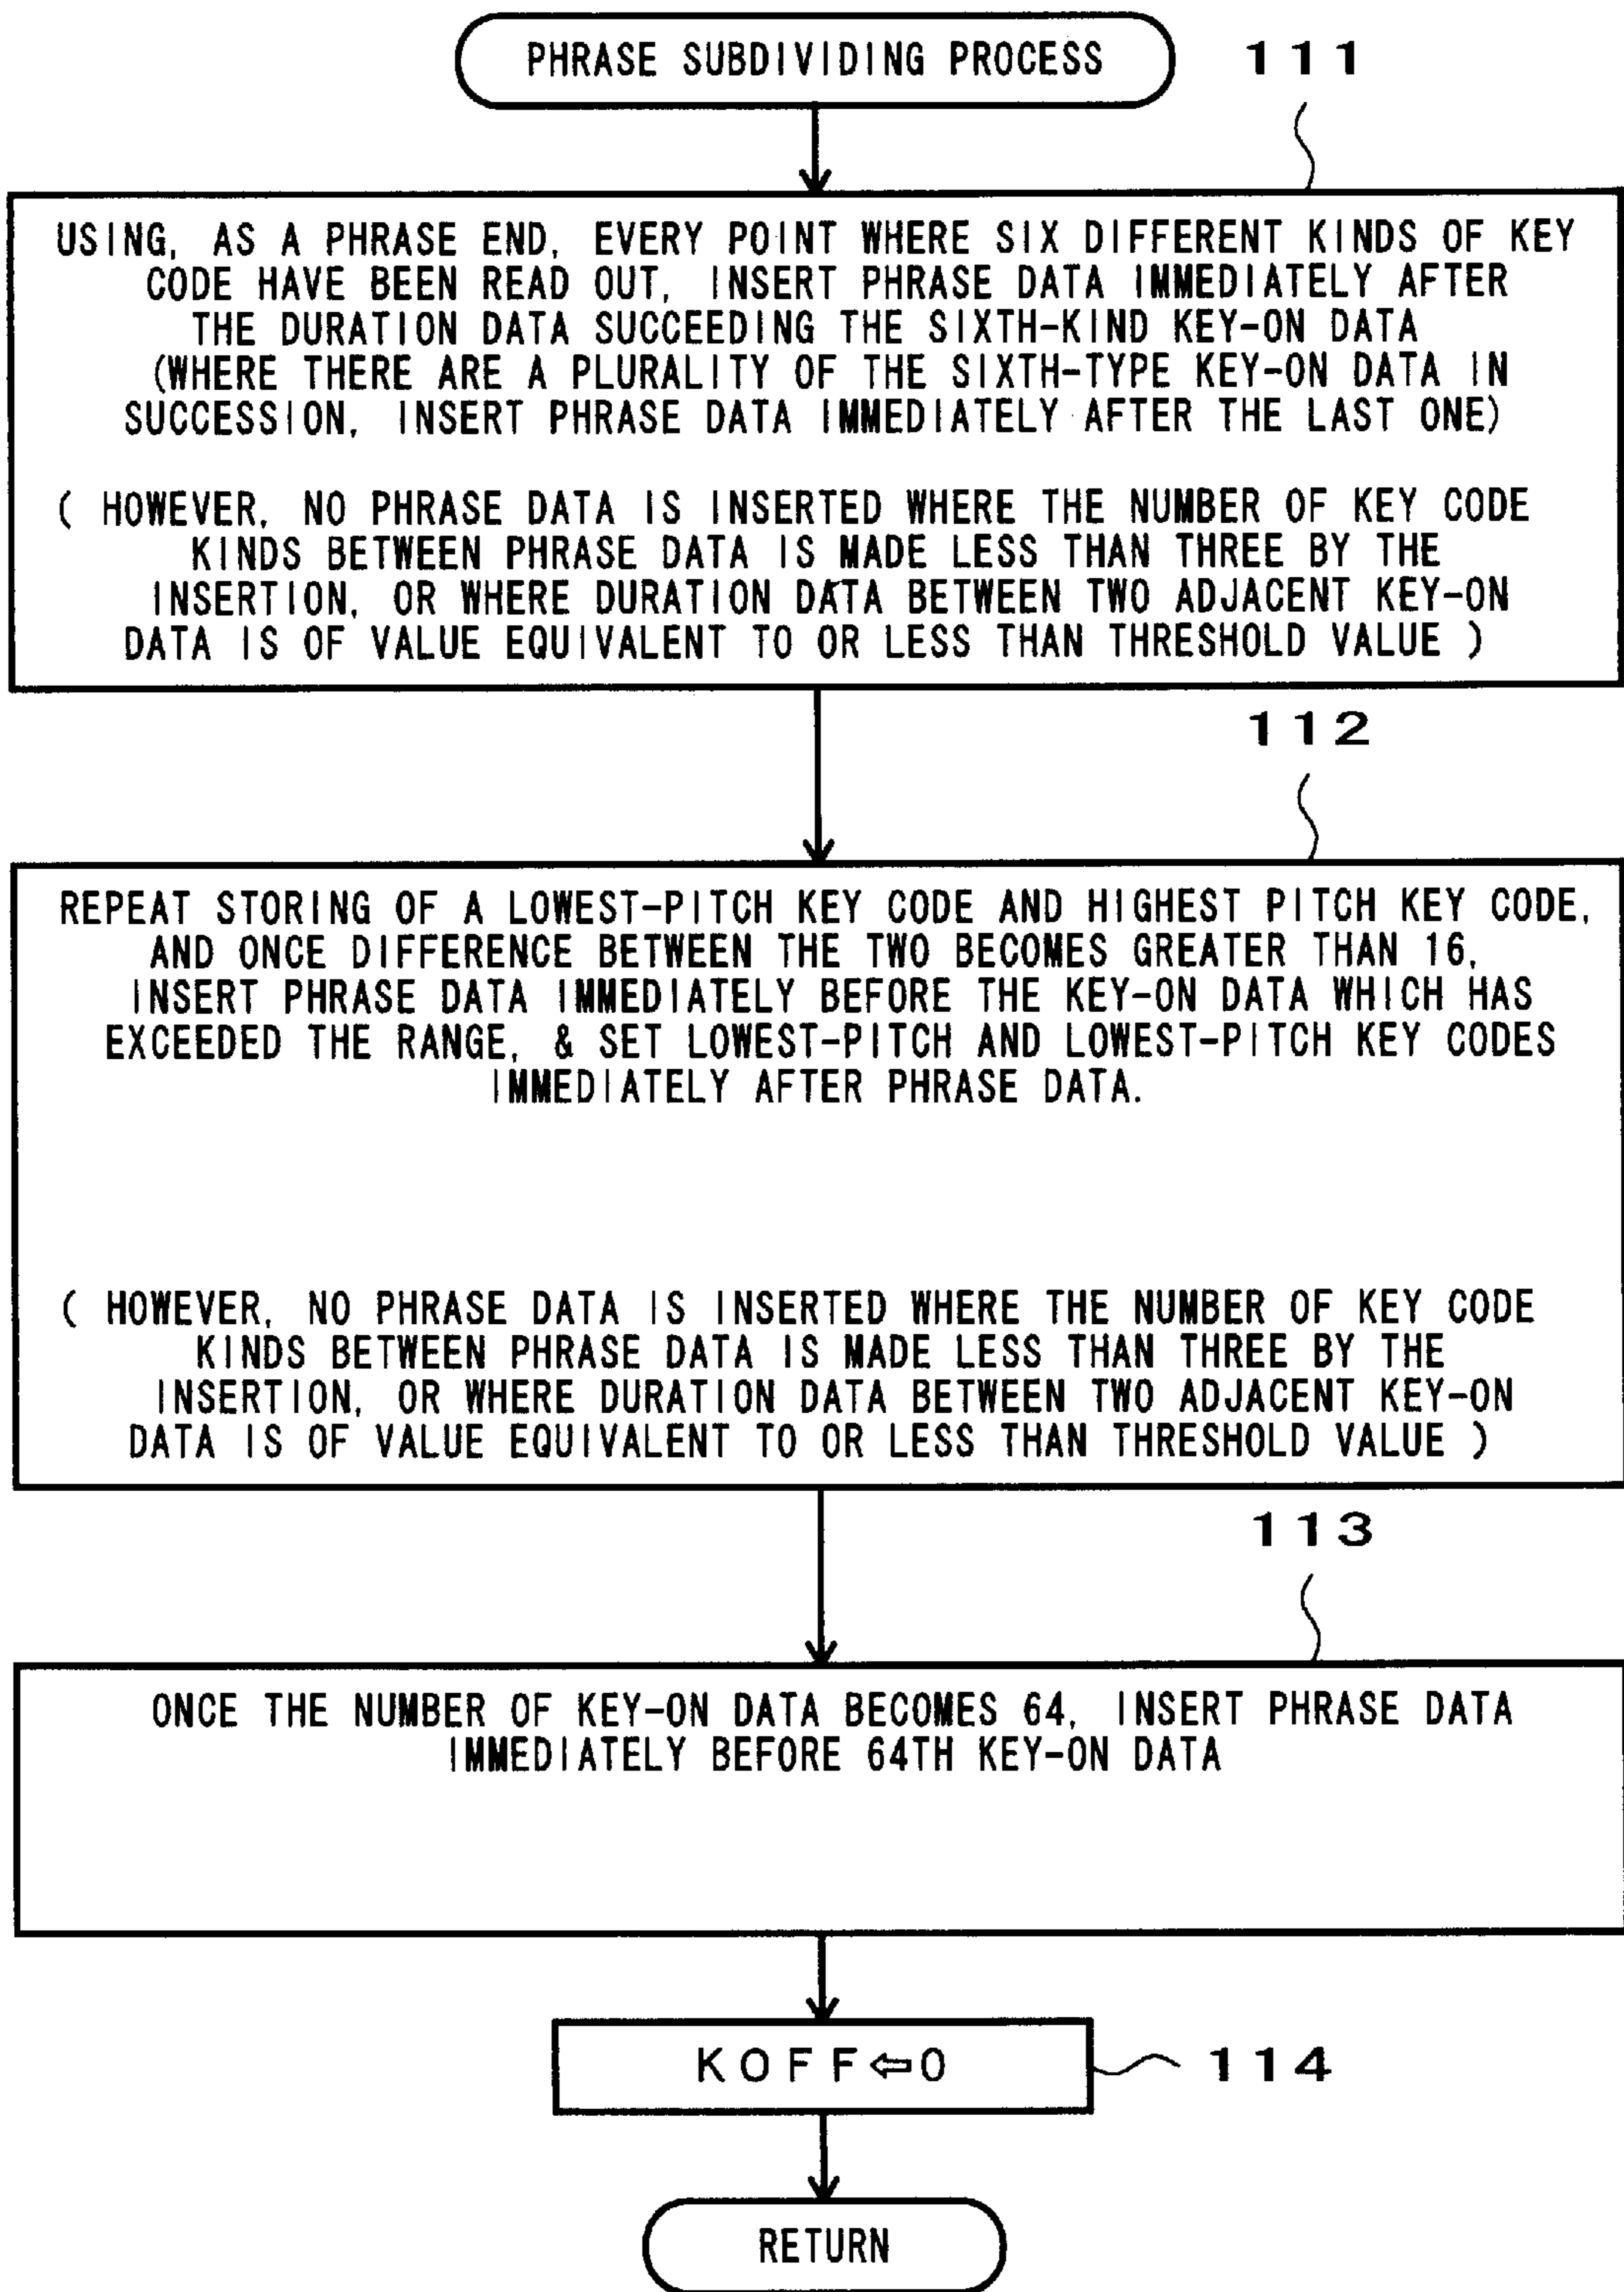 PHRASE SUBDIVIDING PROCESS
111
USING, AS A PHRASE END, EVERY POINT WHERE SIX DIFFERENT KINDS OF KEY
CODE HAVE BEEN READ OUT, INSERT PHRASE DATA IMMEDIATELY AFTER
THE DURATION DATA SUCCEEDING THE SIXTH-KIND KEY-ON DATA
(WHERE THERE ARE A PLURALITY OF THE SIXTH-TYPE KEY-ON DATA IN
SUCCESSION, INSERT PHRASE DATA IMMEDIATELY AFTER THE LAST ONE)
( HOWEVER, NO PHRASE DATA IS INSERTED WHERE THE NUMBER OF KEY CODE
KINDS BETWEEN PHRASE DATA IS MADE LESS THAN THREE BY THE
INSERTION, OR WHERE DURATION DATA BETWEEN TWO ADJACENT KEY-ON
DATA IS OF VALUE EQUIVALENT TO OR LESS THAN THRESHOLD VALUE )
112
REPEAT STORING OF A LOWEST-PITCH KEY CODE AND HIGHEST PITCH KEY CODE,
AND ONCE DIFFERENCE BETWEEN THE TWO BECOMES GREATER THAN 16,
INSERT PHRASE DATA IMMEDIATELY BEFORE THE KEY-ON DATA WHICH HAS
EXCEEDED THE RANGE, & SET LOWEST-PITCH AND LOWEST-PITCH KEY CODES
IMMEDIATELY AFTER PHRASE DATA.
( HOWEVER, NO PHRASE DATA IS INSERTED WHERE THE NUMBER OF KEY CODE
KINDS BETWEEN PHRASE DATA IS MADE LESS THAN THREE BY THE
INSERTION, OR WHERE DURATION DATA BETWEEN TWO ADJACENT KEY-ON
DATA IS OF VALUE EQUIVALENT TO OR LESS THAN THRESHOLD VALUE )
113
ONCE THE NUMBER OF KEY-ON DATA BECOMES 64, INSERT PHRASE DATA
IMMEDIATELY BEFORE 64TH KEY-ON DATA
KOFF⇦0
114
RETURN